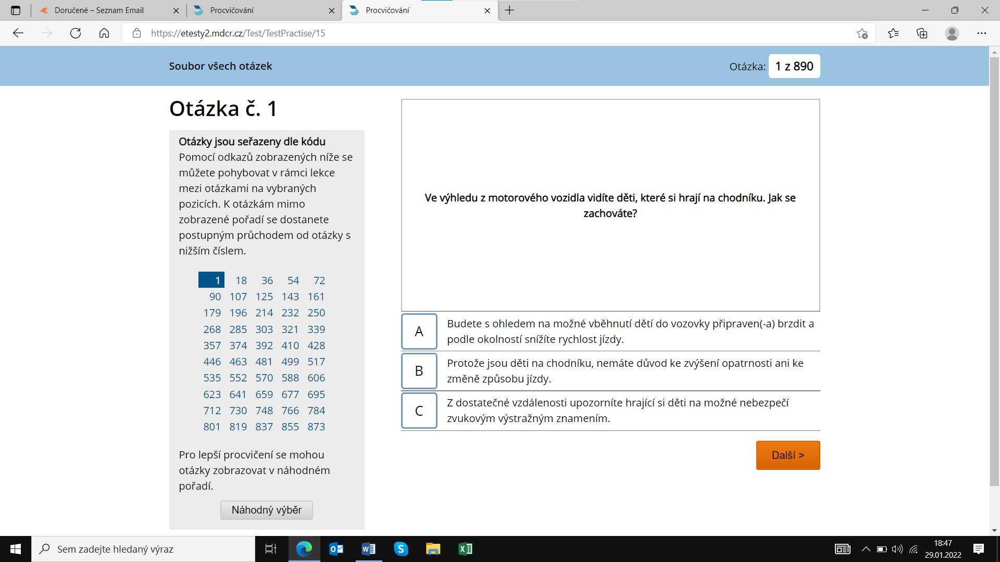 Doručené – Seznam Email
Procvičování
Procvičování
https://etesty2.mdcr.cz/Test/TestPractise/15
Soubor všech otázek
Otázka: 1 z 890
Otázka č. 1
Otázky jsou seřazeny dle kódu
Pomocí odkazů zobrazených níže se
můžete pohybovat v rámci lekce
mezi otázkami na vybraných
pozicích. K otázkám mimo
zobrazené pořadí se dostanete
postupným průchodem od otázky s
nižším číslem.
1 18 36 54 72
90 107 125 143 161
179 196 214 232 250
268 285 303 321 339
357 374 392 410 428
446 463 481 499 517
535 552 570 588 606
623 641 659 677 695
712 730 748 766 784
801 819 837 855 873
Pro lepší procvičení se mohou
otázky zobrazovat v náhodném
pořadí.
Náhodný výběr
Ve výhledu z motorového vozidla vidíte děti, které si hrají na chodníku. Jak se
zachováte?
A
Budete s ohledem na možné vběhnutí dětí do vozovky připraven(-a) brzdit a
podle okolností snížíte rychlost jízdy.
B
Protože jsou děti na chodníku, nemáte důvod ke zvýšení opatrnosti ani ke
změně způsobu jízdy.
C
Z dostatečné vzdálenosti upozorníte hrající si děti na možné nebezpečí
zvukovým výstražným znamením.
Další >
Sem zadejte hledaný výraz
18:47
29.01.2022